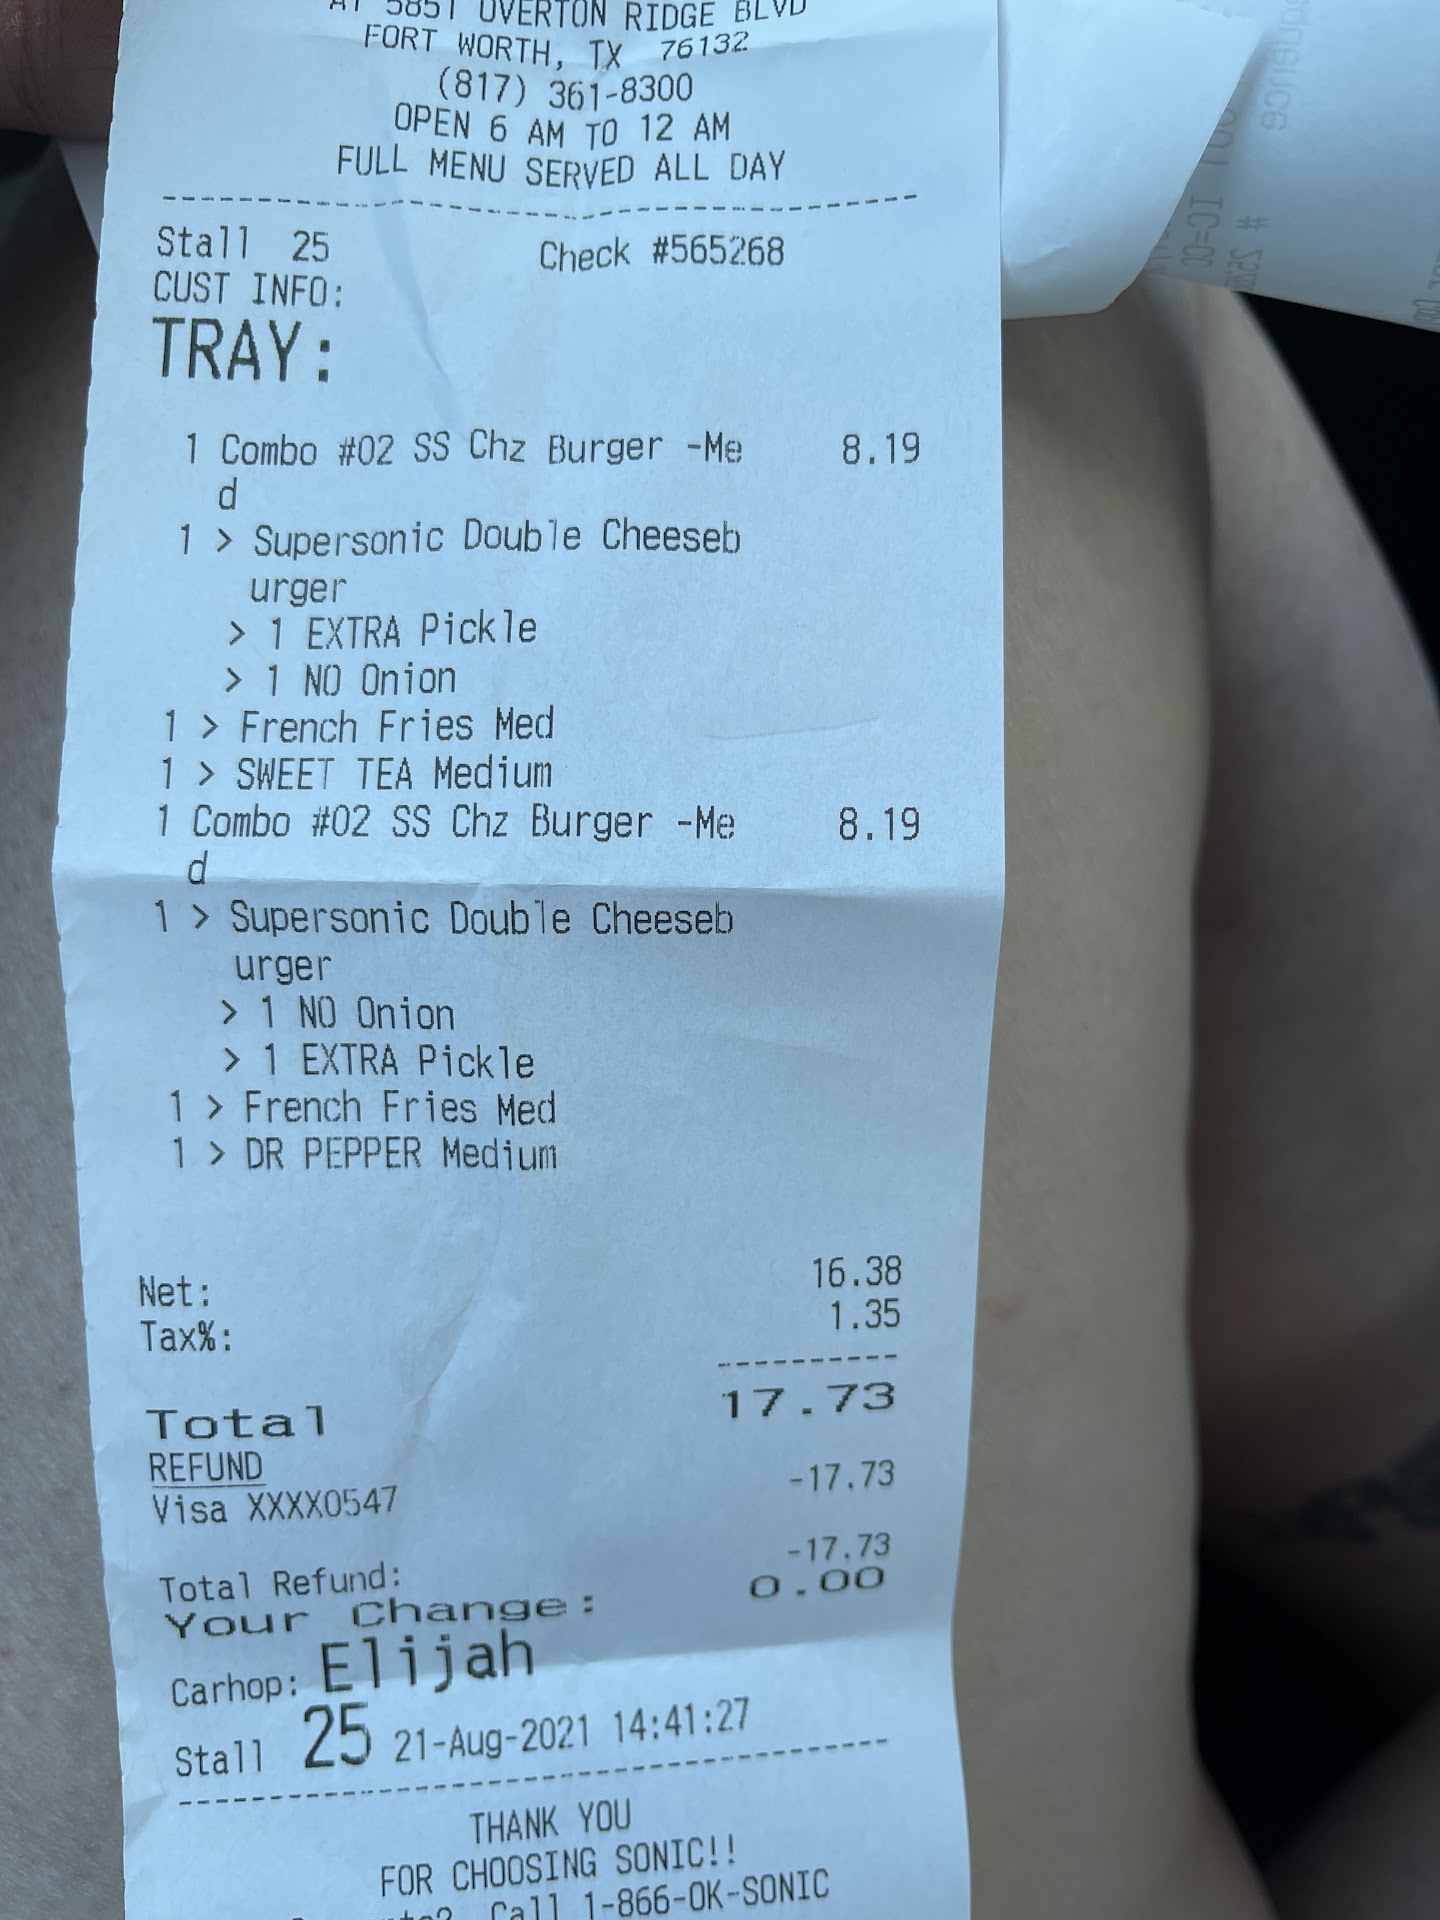 AT 5851 OVERTON RIDGE BLVD
FORT WORTH, TX 76132
(817) 361-8300
OPEN 6 AM TO 12 AM
FULL MENU SERVED ALL DAY
Stall 25 Check #565268
CUST INFO:
TRAY:
1 Combo #02 SS Chz Burger -Me 8.19
d
1 > Supersonic Double Cheeseb
urger
> 1 EXTRA Pickle
> 1 NO Onion
1 > French Fries Med
1 > SWEET TEA Medium
1 Combo #02 SS Chz Burger -Me 8.19
d
1 > Supersonic Double Cheeseb
urger
> 1 NO Onion
> 1 EXTRA Pickle
1 > French Fries Med
1 > DR PEPPER Medium
Net: 16.38
Tax%: 1.35
Total 17.73
REFUND
Visa XXXX0547 -17.73
Total Refund: -17.73
Your Change: 0.00
Carhop: Elijah
Stall 25 21-Aug-2021 14:41:27
THANK YOU
FOR CHOOSING SONIC!!
Call 1-866-OK-SONIC